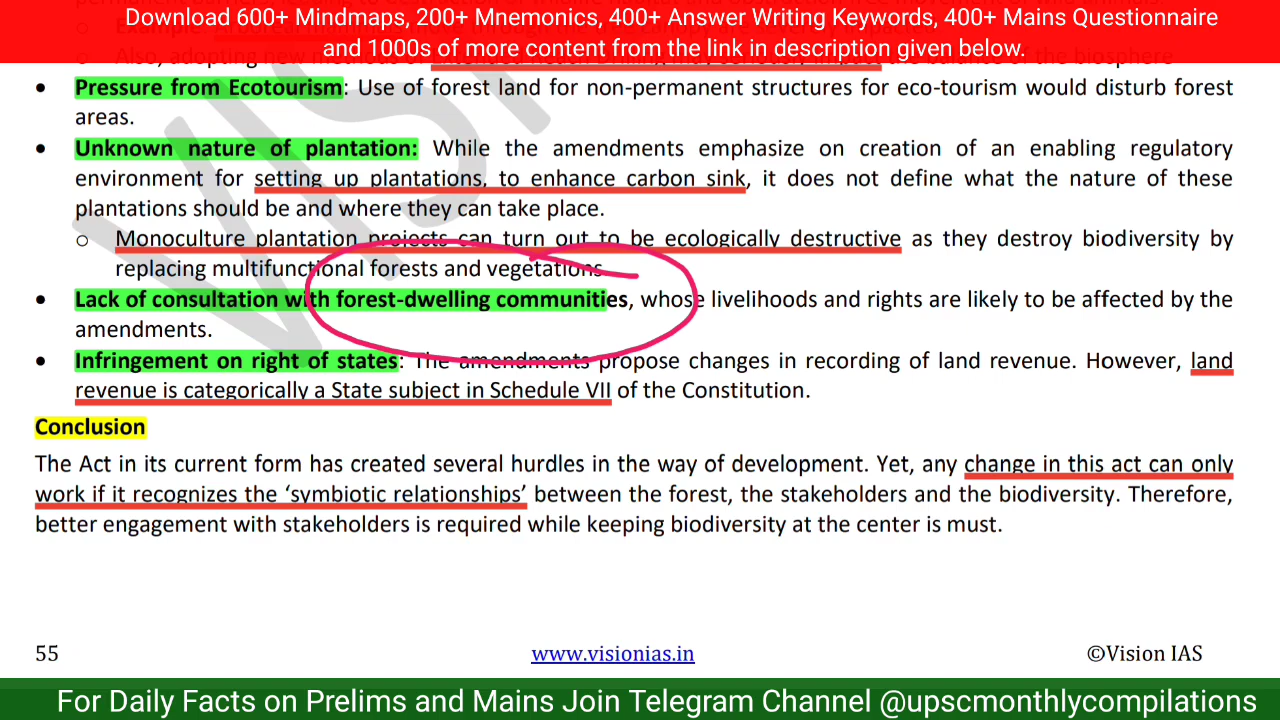 Download 600+ Mindmaps, 200+ Mnemonics, 400+ Answer Writing Keywords, 400+ Mains Questionnaire
and 1000s of more content from the link in description given below.
• Pressure from Ecotourism: Use of forest land for non-permanent structures for eco-tourism would disturb forest
areas.
• Unknown nature of plantation: While the amendments emphasize on creation of an enabling regulatory
environment for setting up plantations, to enhance carbon sink, it does not define what the nature of these
plantations should be and where they can take place.
o Monoculture plantation projects can turn out to be ecologically destructive as they destroy biodiversity by
replacing multifunctional forests and vegetations.
• Lack of consultation with forest-dwelling communities, whose livelihoods and rights are likely to be affected by the
amendments.
• Infringement on right of states: The amendments propose changes in recording of land revenue. However, land
revenue is categorically a State subject in Schedule VII of the Constitution.
Conclusion
The Act in its current form has created several hurdles in the way of development. Yet, any change in this act can only
work if it recognizes the ‘symbiotic relationships’ between the forest, the stakeholders and the biodiversity. Therefore,
better engagement with stakeholders is required while keeping biodiversity at the center is must.
55 www.visionias.in ©Vision IAS
For Daily Facts on Prelims and Mains Join Telegram Channel @upscmonthlycompilations